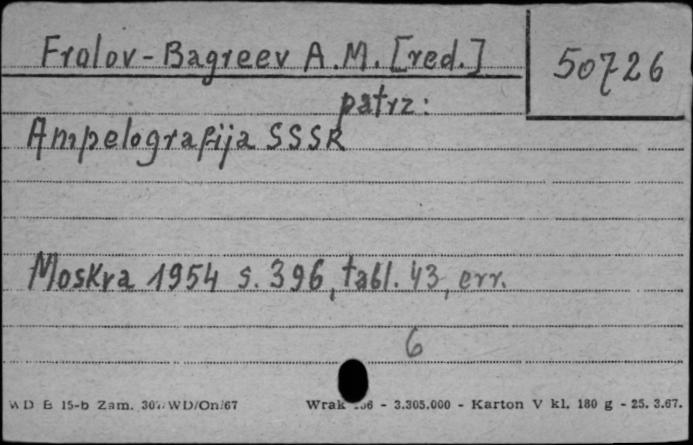 Frolov-Bagreev A.M. [red.]
50726
patrz:
Ampelografija SSSR
Moskva 1954 s. 396, tabl. 43, err.
6
WD E 15-b Zam. WD/On/67
Wrak - 3.305.000 - Karton V kl. 180 g - 25. 3.67.